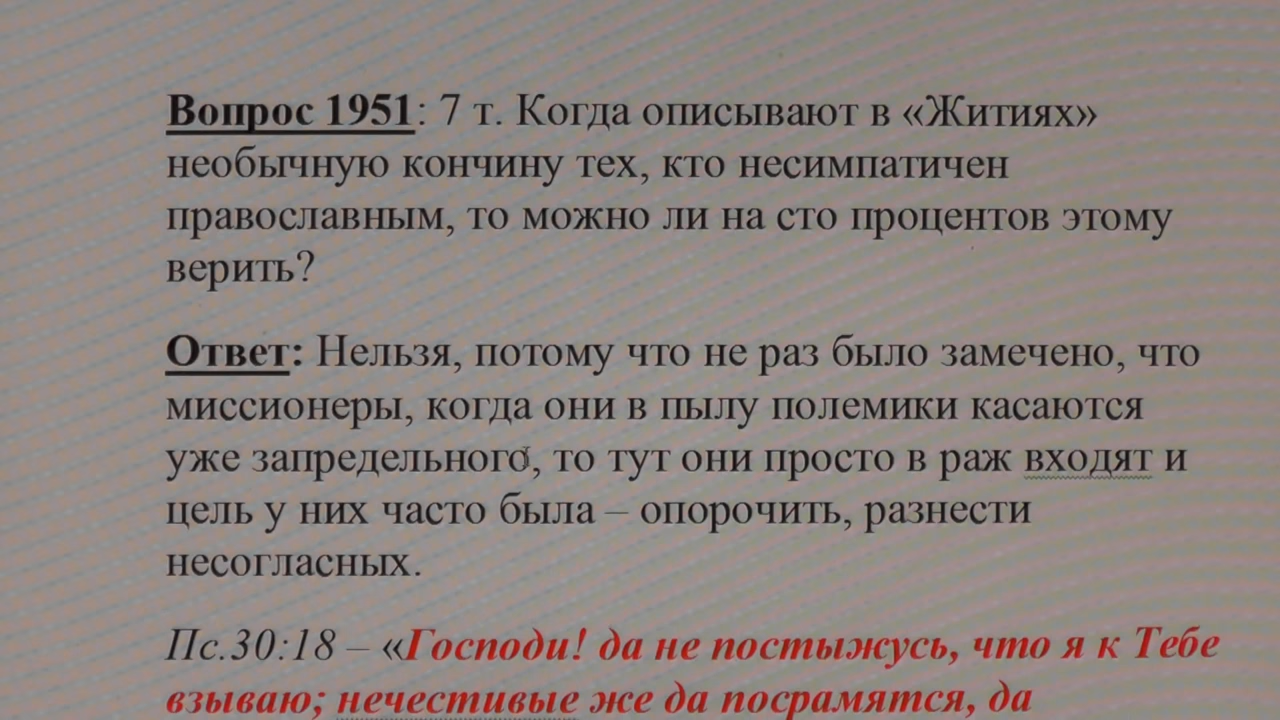 Вопрос 1951: 7 т. Когда описывают в «Житиях»
необычную кончину тех, кто несимпатичен
православным, то можно ли на сто процентов этому
верить?
Ответ: Нельзя, потому что не раз было замечено, что
миссионеры, когда они в пылу полемики касаются
уже запредельного, то тут они просто в раж входят и
цель у них часто была – опорочить, разнести
несогласных.
Пс.30:18 – «Господи! да не постыжусь, что я к Тебе
взываю; нечестивые же да посрамятся, да